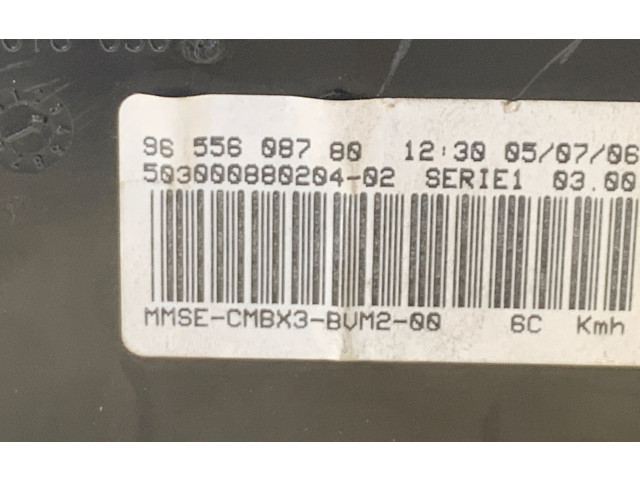 96 556 087 80 12:30 05/07/06
503000880204-02 SERIE1 03.00
MMSE-CMBX3-BVM2-00 6C Kmh